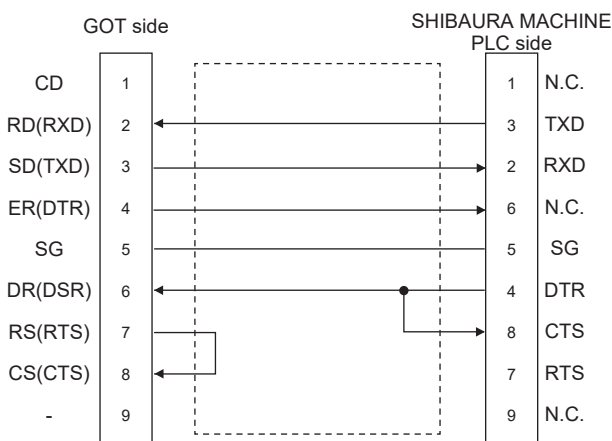 GOT side
SHIBAURA MACHINE
PLC side
CD 1 1 N.C.
RD(RXD) 2 3 TXD
SD(TXD) 3 2 RXD
ER(DTR) 4 6 N.C.
SG 5 5 SG
DR(DSR) 6 4 DTR
RS(RTS) 7 8 CTS
CS(CTS) 8 7 RTS
- 9 9 N.C.